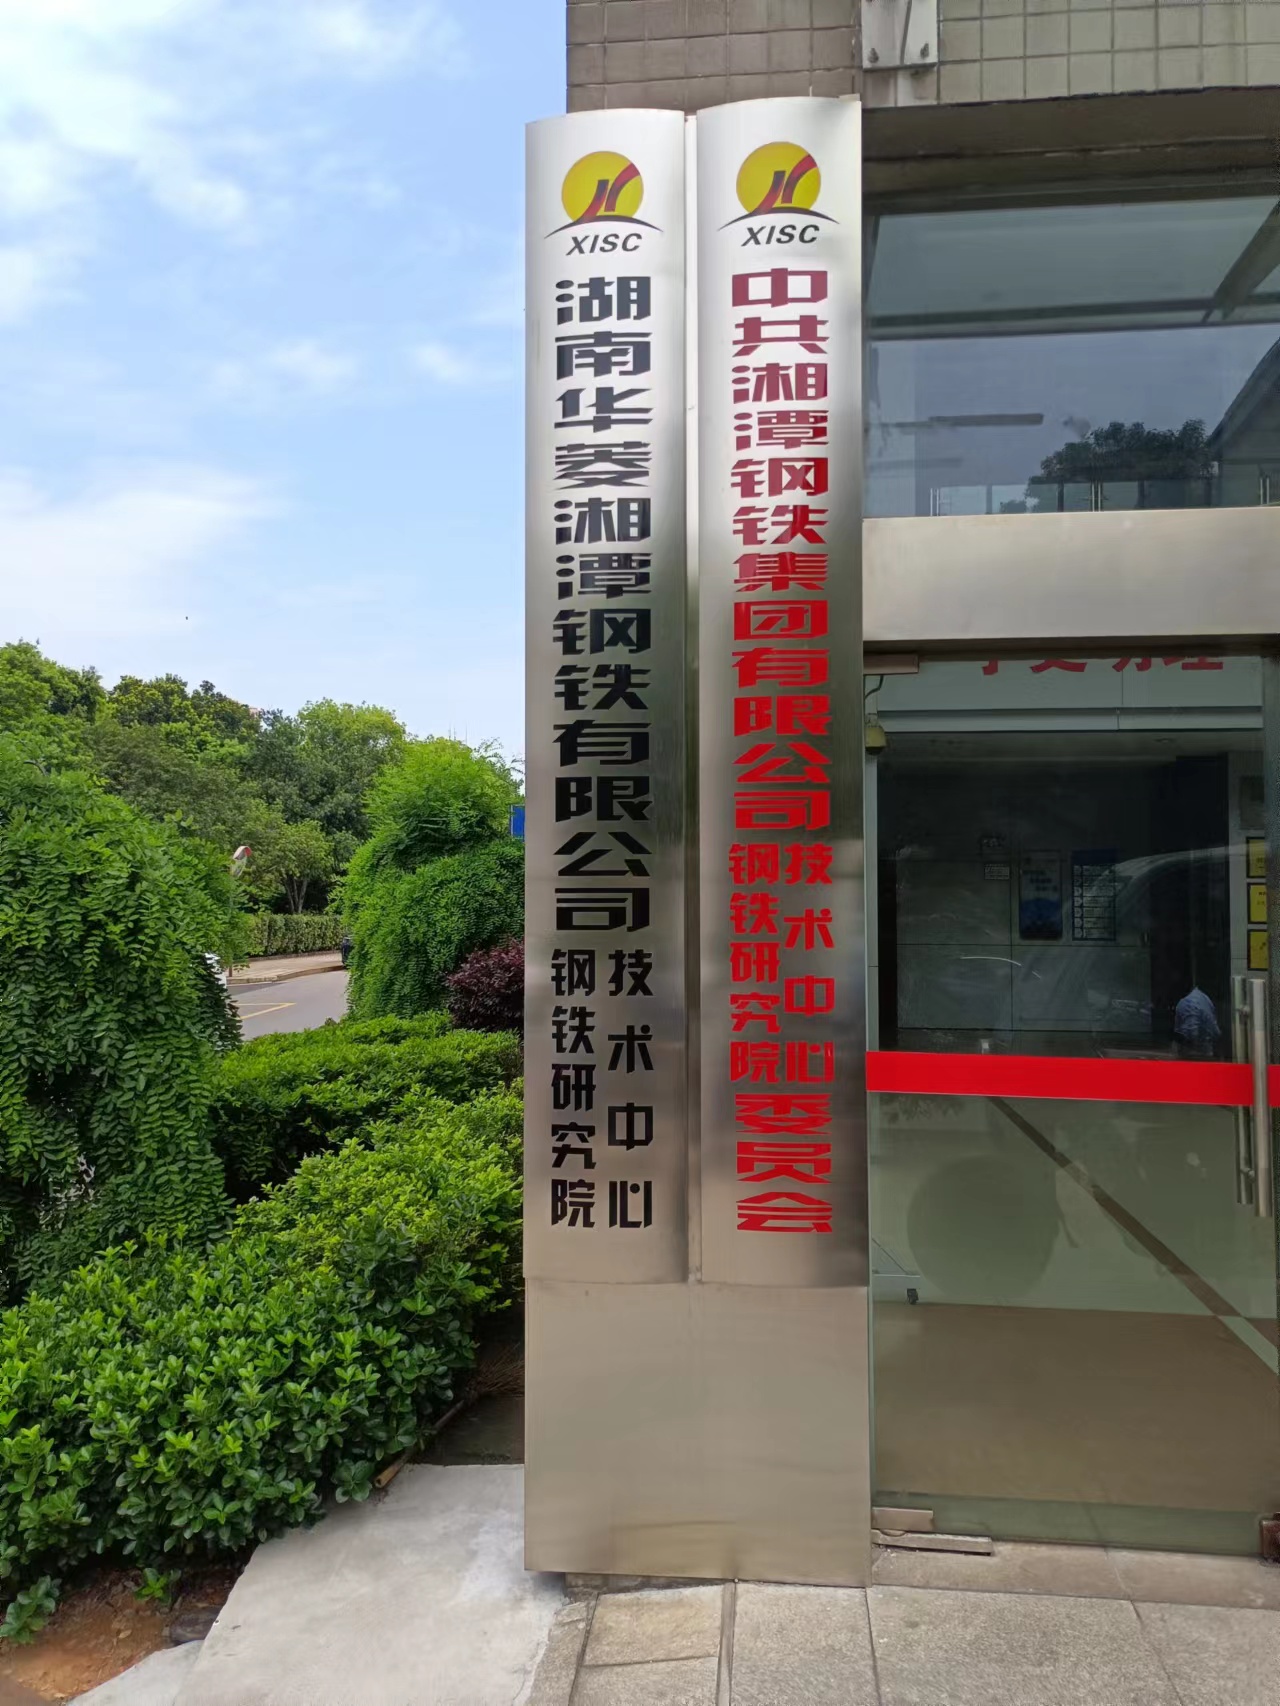 XISC
湖南华菱湘潭钢铁有限公司
技术中心
钢铁研究院
XISC
中共湘潭钢铁集团有限公司
技术中心
钢铁研究院
委员会